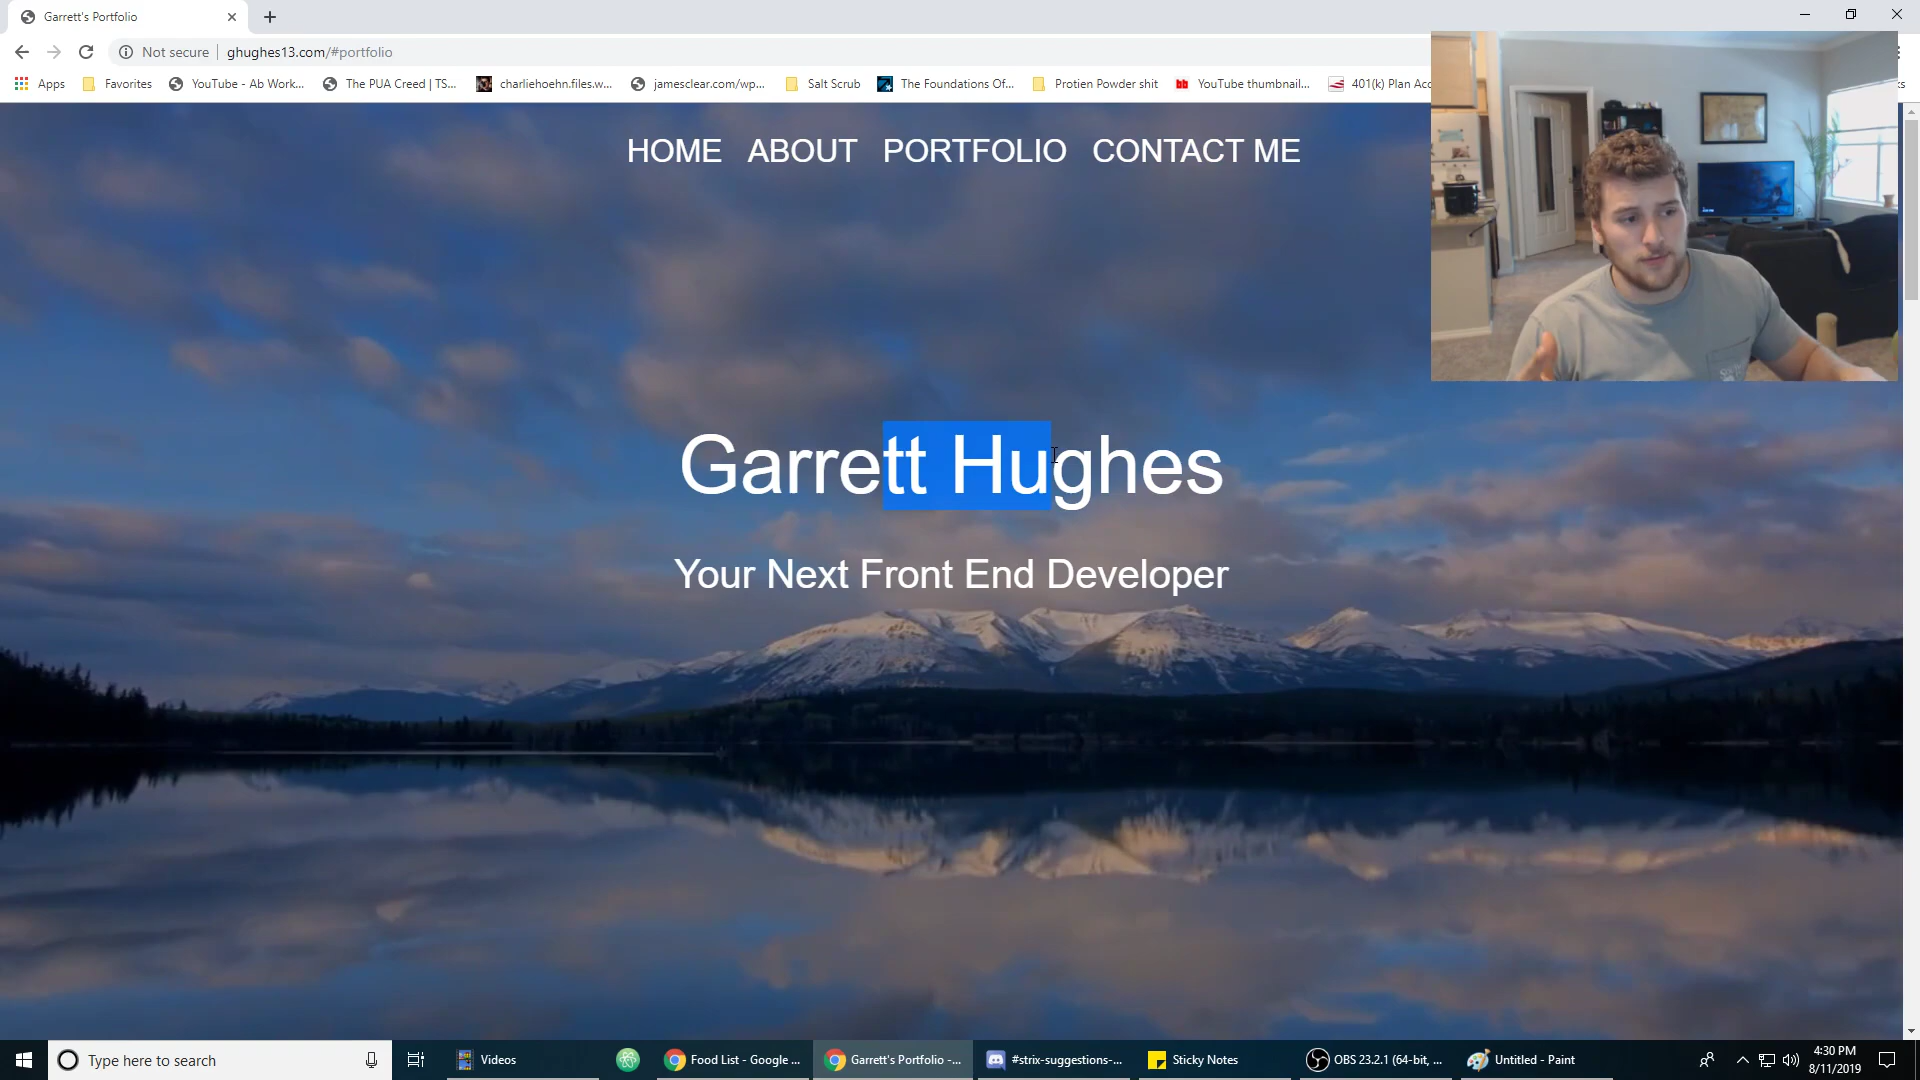 Garrett's Portfolio
Not secure ghughes13.com/#portfolio
Apps Favorites YouTube - Ab Work... The PUA Creed | TS... charliehoehn.files.w... jamesclear.com/wp... Salt Scrub The Foundations Of... Protien Powder shit YouTube thumbnail... 401(k) Plan Acc
HOME ABOUT PORTFOLIO CONTACT ME
Garrett Hughes
Your Next Front End Developer
Type here to search Videos Food List - Google ... Garrett's Portfolio -... #strix-suggestions-... Sticky Notes OBS 23.2.1 (64-bit, ... Untitled - Paint
4:30 PM
8/11/2019